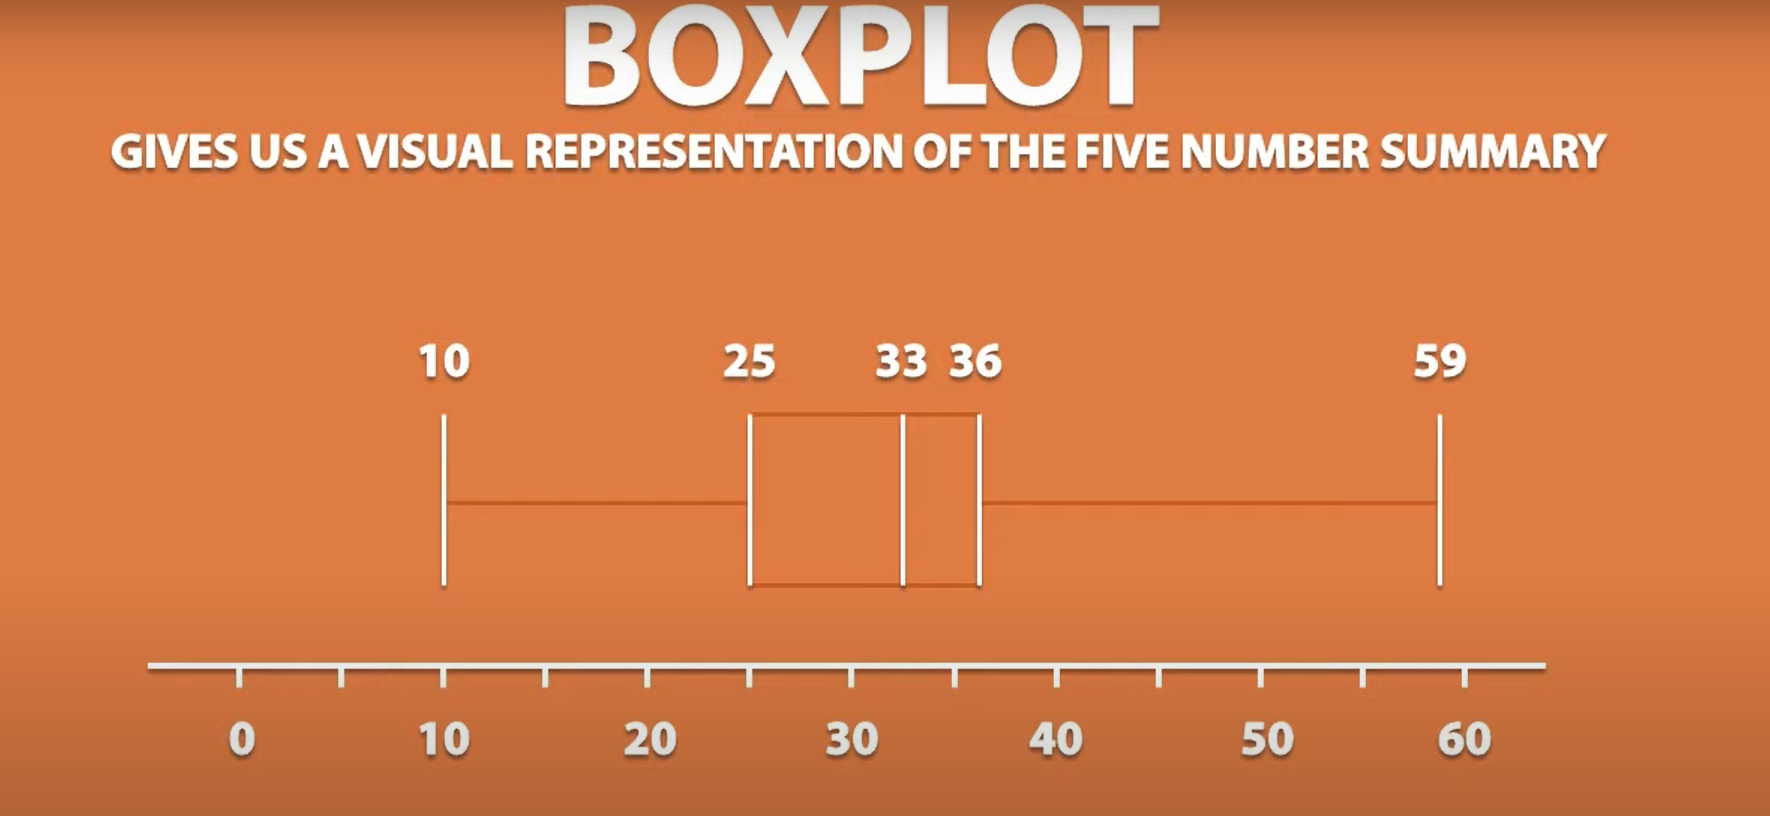 BOXPLOT
GIVES US A VISUAL REPRESENTATION OF THE FIVE NUMBER SUMMARY
10 25 33 36 59
0 10 20 30 40 50 60